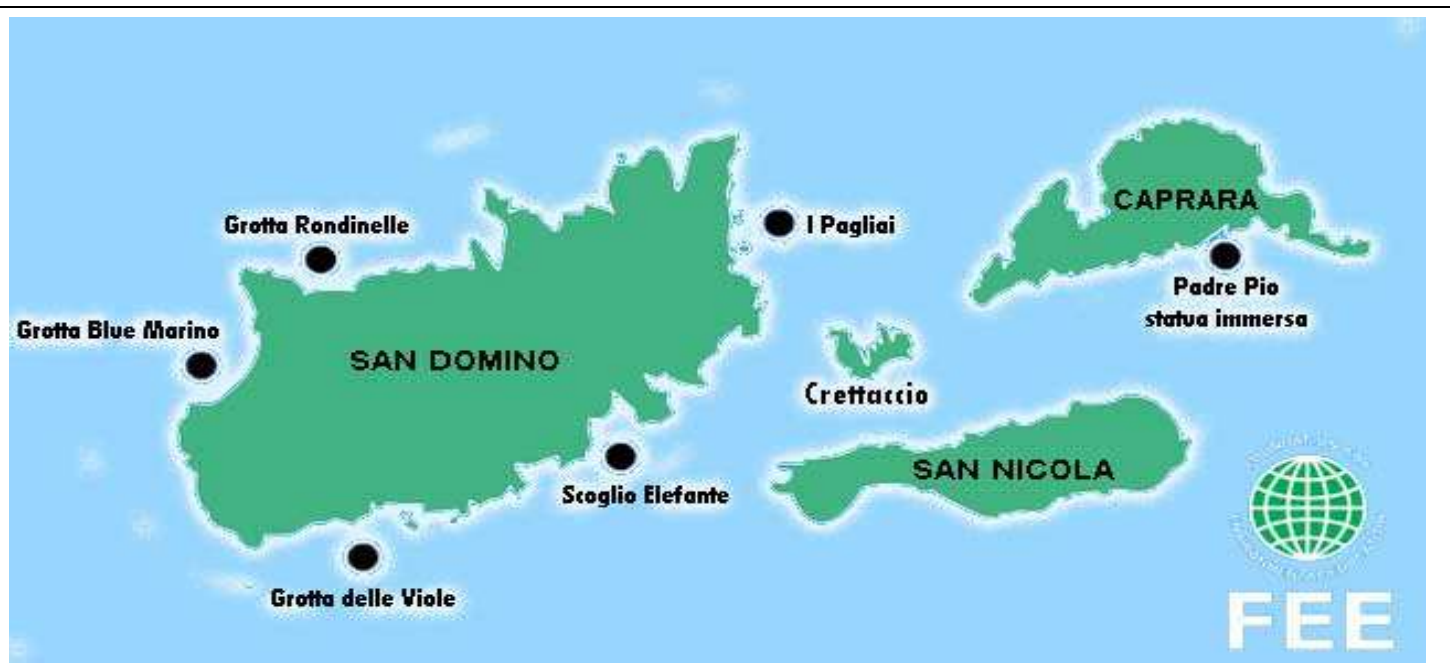 CAPRARA
Grotta Rondinelle
I Pagliai
Padre Pio
statua immersa
Grotta Blue Marino
SAN DOMINO
Crettaccio
SAN NICOLA
Scoglio Elefante
Grotta delle Viole
FEE